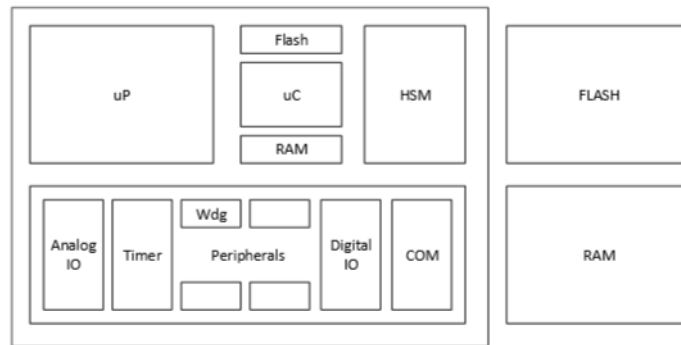 Flash
uP
uC
HSM
FLASH
RAM
Wdg
Analog
IO
Timer
Peripherals
Digital
IO
COM
RAM